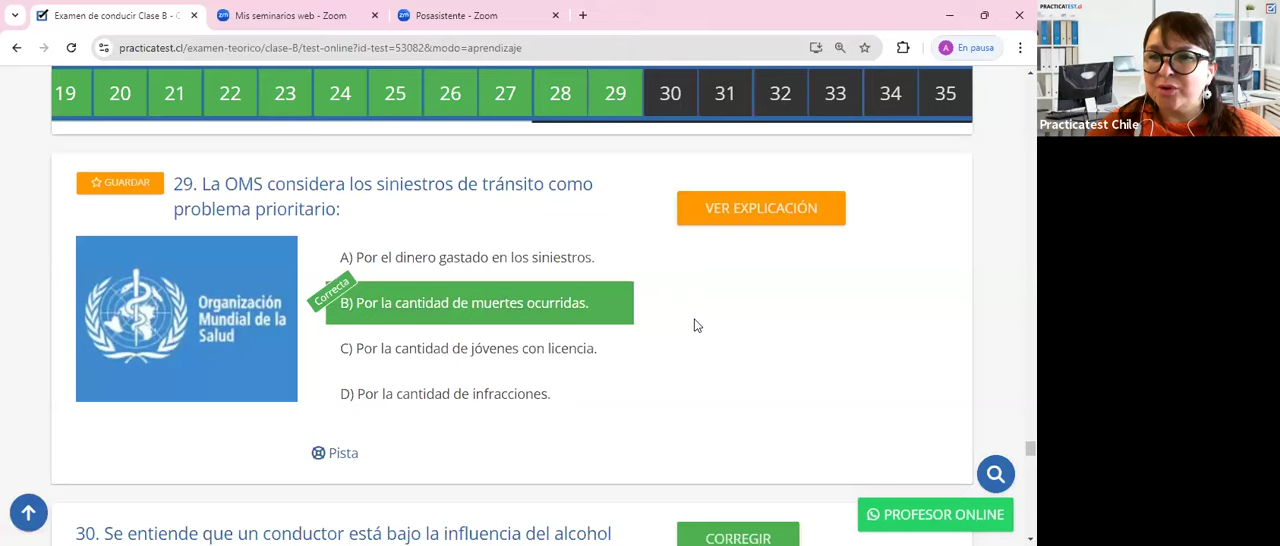 Examen de conducir Clase B - C
Mis seminarios web - Zoom
Posasistente - Zoom
practicatest.cl/examen-teorico/clase-B/test-online?id-test=53082&modo=aprendizaje
A En pausa
PRACTICATEST.cl
Practicatest Chile
19 20 21 22 23 24 25 26 27 28 29 30 31 32 33 34 35
GUARDAR
29. La OMS considera los siniestros de tránsito como
problema prioritario:
VER EXPLICACIÓN
Organización
Mundial de la
Salud
A) Por el dinero gastado en los siniestros.
Correcta
B) Por la cantidad de muertes ocurridas.
C) Por la cantidad de jóvenes con licencia.
D) Por la cantidad de infracciones.
Pista
PROFESOR ONLINE
30. Se entiende que un conductor está bajo la influencia del alcohol
CORREGIR